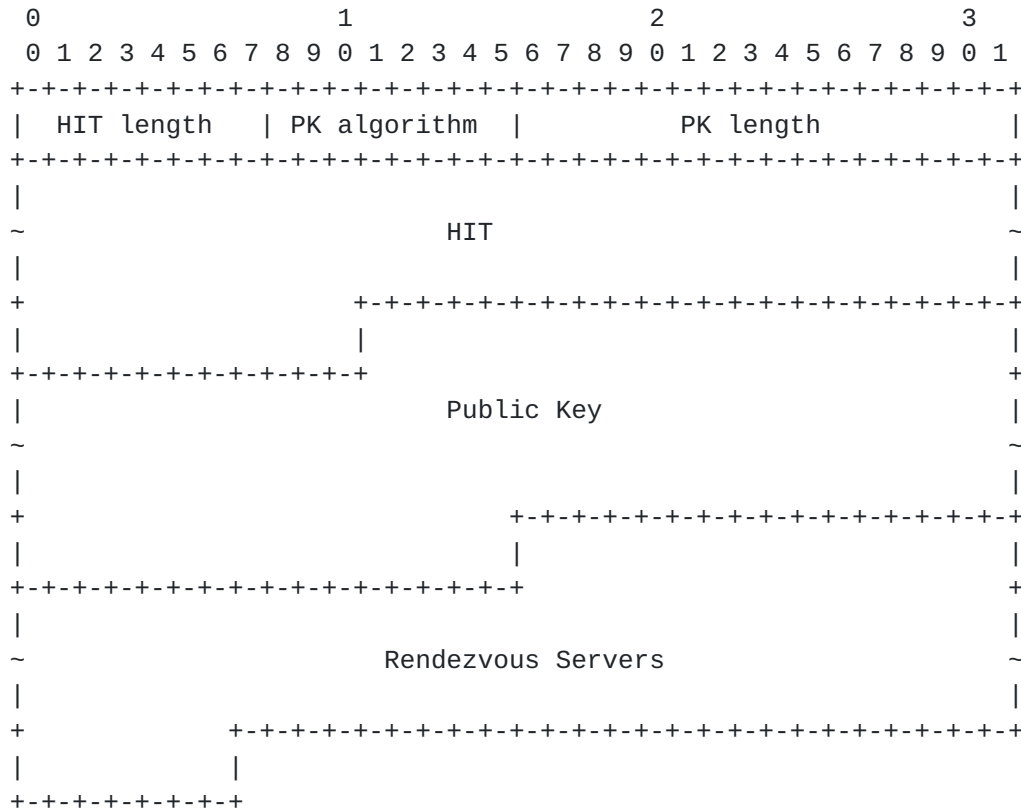 0                   1                   2                   3
 0 1 2 3 4 5 6 7 8 9 0 1 2 3 4 5 6 7 8 9 0 1 2 3 4 5 6 7 8 9 0 1
+-+-+-+-+-+-+-+-+-+-+-+-+-+-+-+-+-+-+-+-+-+-+-+-+-+-+-+-+-+-+-+-+
|  HIT length   | PK algorithm  |          PK length            |
+-+-+-+-+-+-+-+-+-+-+-+-+-+-+-+-+-+-+-+-+-+-+-+-+-+-+-+-+-+-+-+-+
|                                                               |
~                           HIT                                 ~
|                                                               |
+                     +-+-+-+-+-+-+-+-+-+-+-+-+-+-+-+-+-+-+-+-+-+
|                     |                                         |
+-+-+-+-+-+-+-+-+-+-+-+                                         +
|                           Public Key                          |
~                                                               ~
|                                                               |
+                               +-+-+-+-+-+-+-+-+-+-+-+-+-+-+-+-+
|                               |                               |
+-+-+-+-+-+-+-+-+-+-+-+-+-+-+-+-+                               +
|                                                               |
~                       Rendezvous Servers                      ~
|                                                               |
+             +-+-+-+-+-+-+-+-+-+-+-+-+-+-+-+-+-+-+-+-+-+-+-+-+-+
|             |
+-+-+-+-+-+-+-+